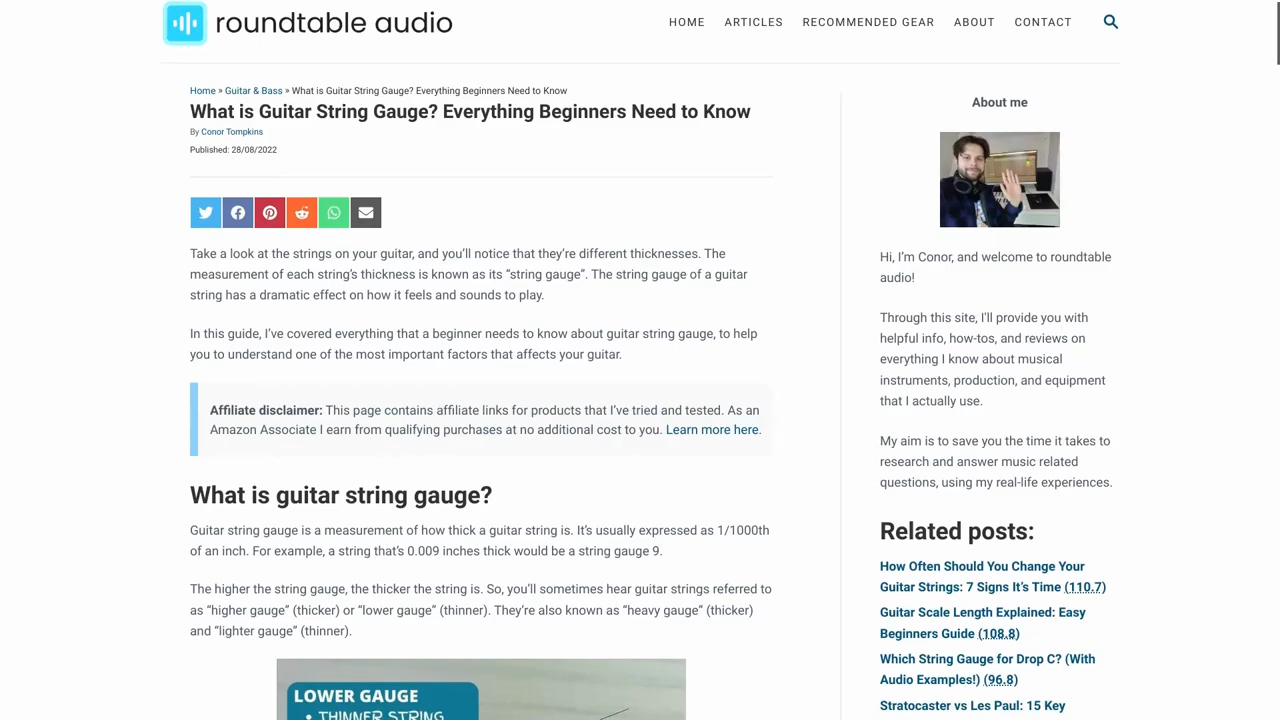 roundtable audio
HOME ARTICLES RECOMMENDED GEAR ABOUT CONTACT
Home » Guitar & Bass » What is Guitar String Gauge? Everything Beginners Need to Know
What is Guitar String Gauge? Everything Beginners Need to Know
By Conor Tompkins
Published: 28/08/2022
Take a look at the strings on your guitar, and you’ll notice that they’re different thicknesses. The
measurement of each string’s thickness is known as its “string gauge”. The string gauge of a guitar
string has a dramatic effect on how it feels and sounds to play.
In this guide, I’ve covered everything that a beginner needs to know about guitar string gauge, to help
you to understand one of the most important factors that affects your guitar.
Affiliate disclaimer: This page contains affiliate links for products that I’ve tried and tested. As an
Amazon Associate I earn from qualifying purchases at no additional cost to you. Learn more here.
What is guitar string gauge?
Guitar string gauge is a measurement of how thick a guitar string is. It’s usually expressed as 1/1000th
of an inch. For example, a string that’s 0.009 inches thick would be a string gauge 9.
The higher the string gauge, the thicker the string is. So, you’ll sometimes hear guitar strings referred to
as “higher gauge” (thicker) or “lower gauge” (thinner). They’re also known as “heavy gauge” (thicker)
and “lighter gauge” (thinner).
LOWER GAUGE
• THINNER STRING
About me
Hi, I’m Conor, and welcome to roundtable
audio!
Through this site, I’ll provide you with
helpful info, how-tos, and reviews on
everything I know about musical
instruments, production, and equipment
that I actually use.
My aim is to save you the time it takes to
research and answer music related
questions, using my real-life experiences.
Related posts:
How Often Should You Change Your
Guitar Strings: 7 Signs It’s Time (110.7)
Guitar Scale Length Explained: Easy
Beginners Guide (108.8)
Which String Gauge for Drop C? (With
Audio Examples!) (96.8)
Stratocaster vs Les Paul: 15 Key